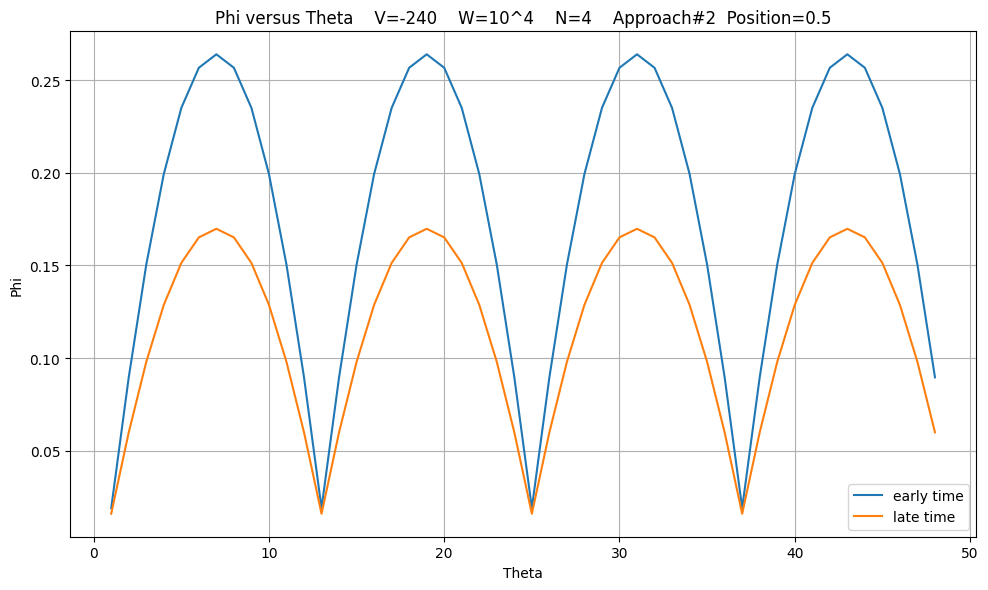 Phi versus Theta    V=-240    W=10^4    N=4    Approach#2  Position=0.5
Phi
0.25
0.20
0.15
0.10
0.05
early time
late time
0 10 20 30 40 50
Theta